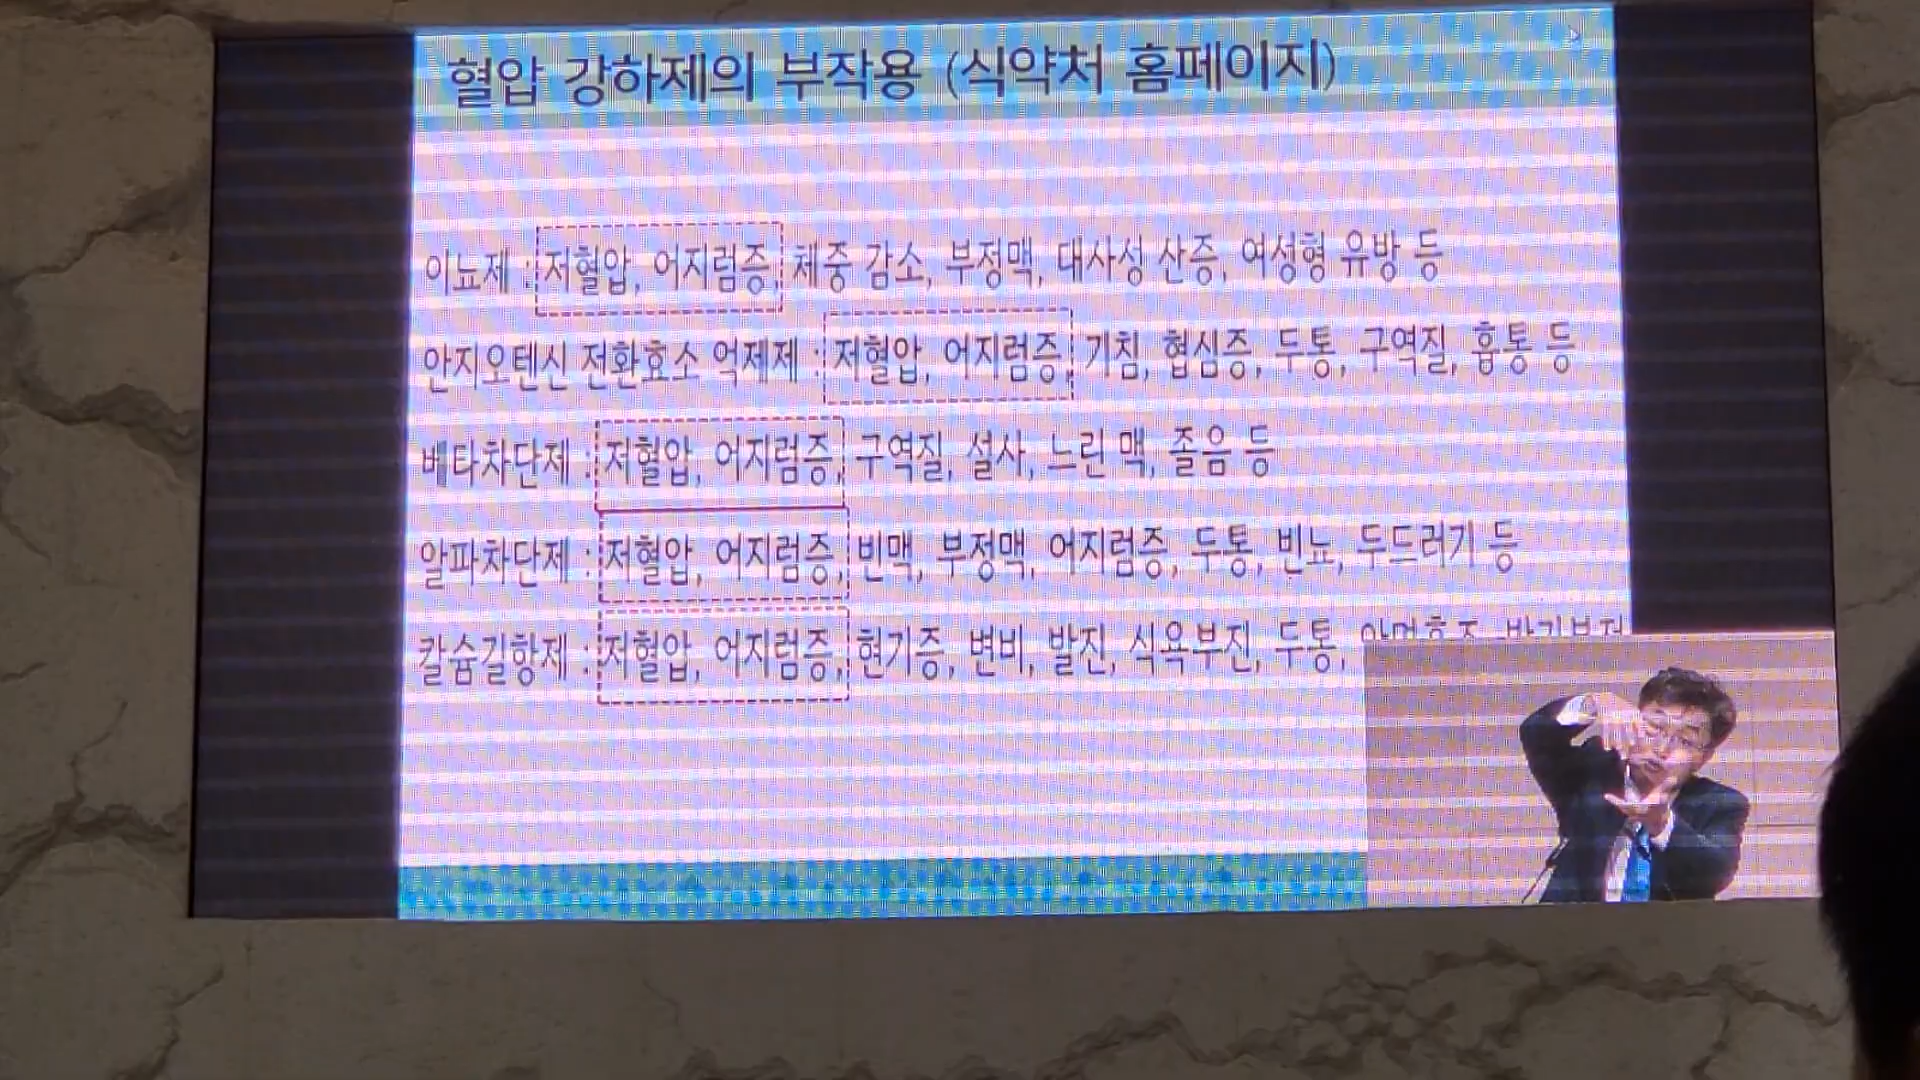 혈압 강하제의 부작용 (식약처 홈페이지)
이뇨제 : 저혈압, 어지럼증, 체중 감소, 부정맥, 대사성 산증, 여성형 유방 등
안지오텐신 전환효소 억제제 : 저혈압, 어지럼증, 기침, 협심증, 두통, 구역질, 흉통 등
베타차단제 : 저혈압, 어지럼증, 구역질, 설사, 느린 맥, 졸음 등
알파차단제 : 저혈압, 어지럼증, 빈맥, 부정맥, 어지럼증, 두통, 빈뇨, 두드러기 등
칼슘길항제 : 저혈압, 어지럼증, 현기증, 변비, 발진, 식욕부진, 두통,